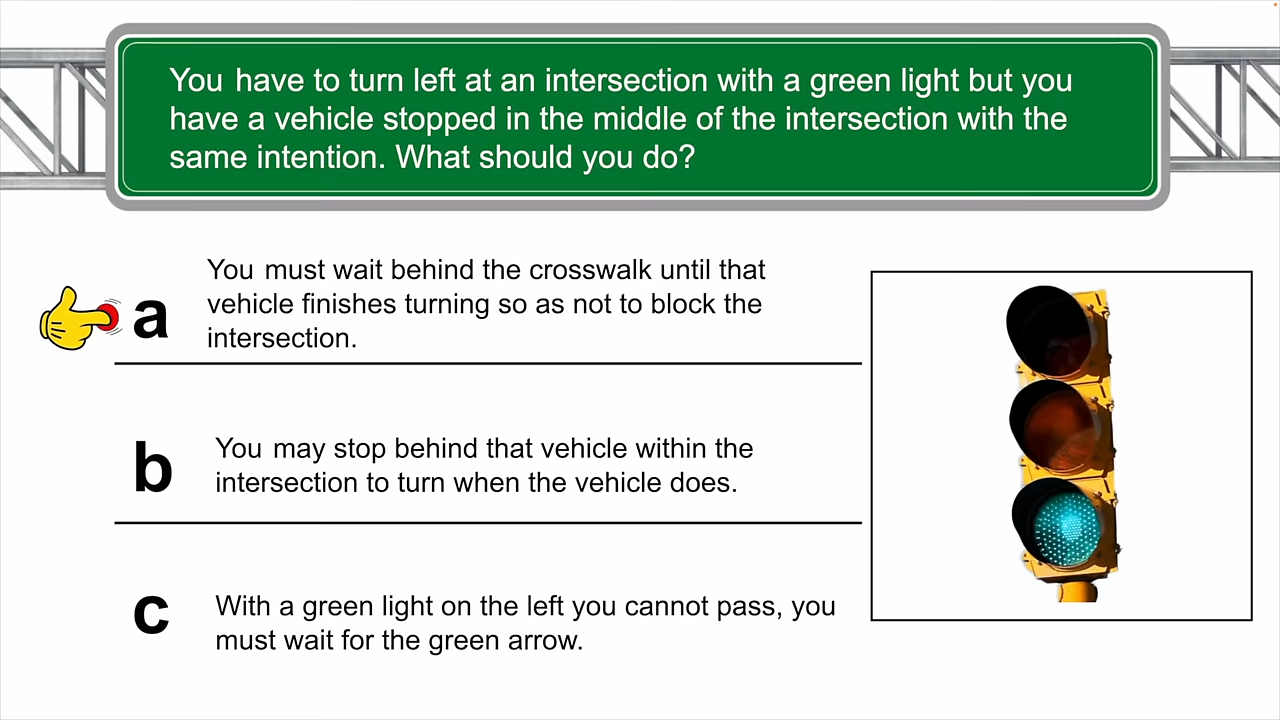 You have to turn left at an intersection with a green light but you
have a vehicle stopped in the middle of the intersection with the
same intention. What should you do?
a
You must wait behind the crosswalk until that
vehicle finishes turning so as not to block the
intersection.
b
You may stop behind that vehicle within the
intersection to turn when the vehicle does.
c
With a green light on the left you cannot pass, you
must wait for the green arrow.